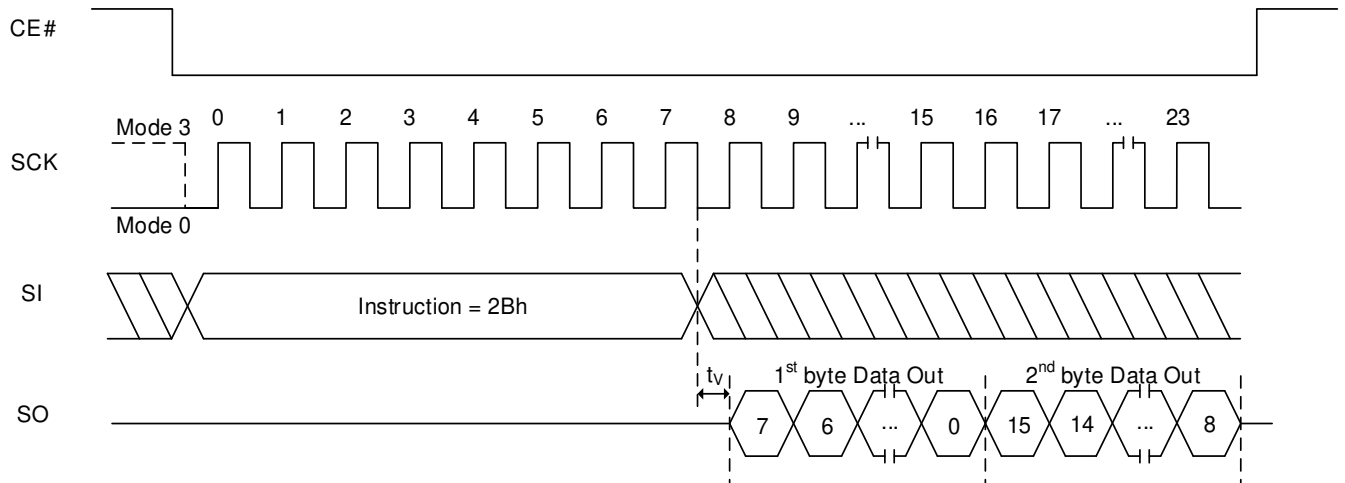 CE#
Mode 3 0 1 2 3 4 5 6 7 8 9 ... 15 16 17 ... 23
SCK
Mode 0
SI Instruction = 2Bh
tV 1st byte Data Out 2nd byte Data Out
SO 7 6 ... 0 15 14 ... 8